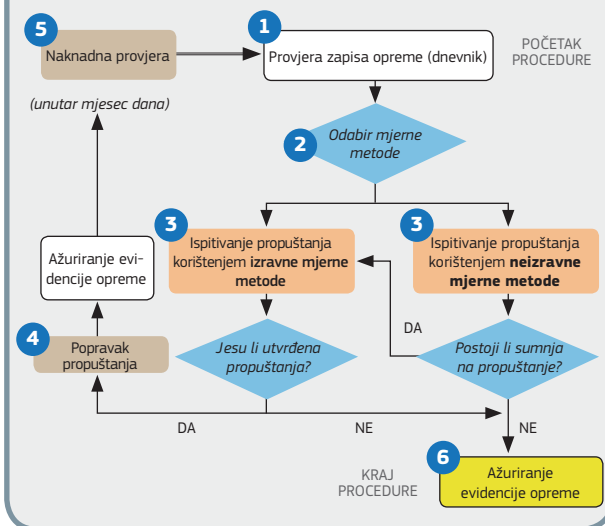 5
Naknadna provjera
1
Provjera zapisa opreme (dnevnik)
POČETAK
PROCEDURE
(unutar mjesec dana)
2
Odabir mjerne
metode
3
Ispitivanje propuštanja
korištenjem izravne mjerne
metode
3
Ispitivanje propuštanja
korištenjem neizravne
mjerne metode
Ažuriranje evi-
dencije opreme
4
Popravak
propuštanja
Jesu li utvrđena
propuštanja?
DA
Postoji li sumnja
na propuštanje?
DA
NE
NE
KRAJ
PROCEDURE
6
Ažuriranje
evidencije opreme